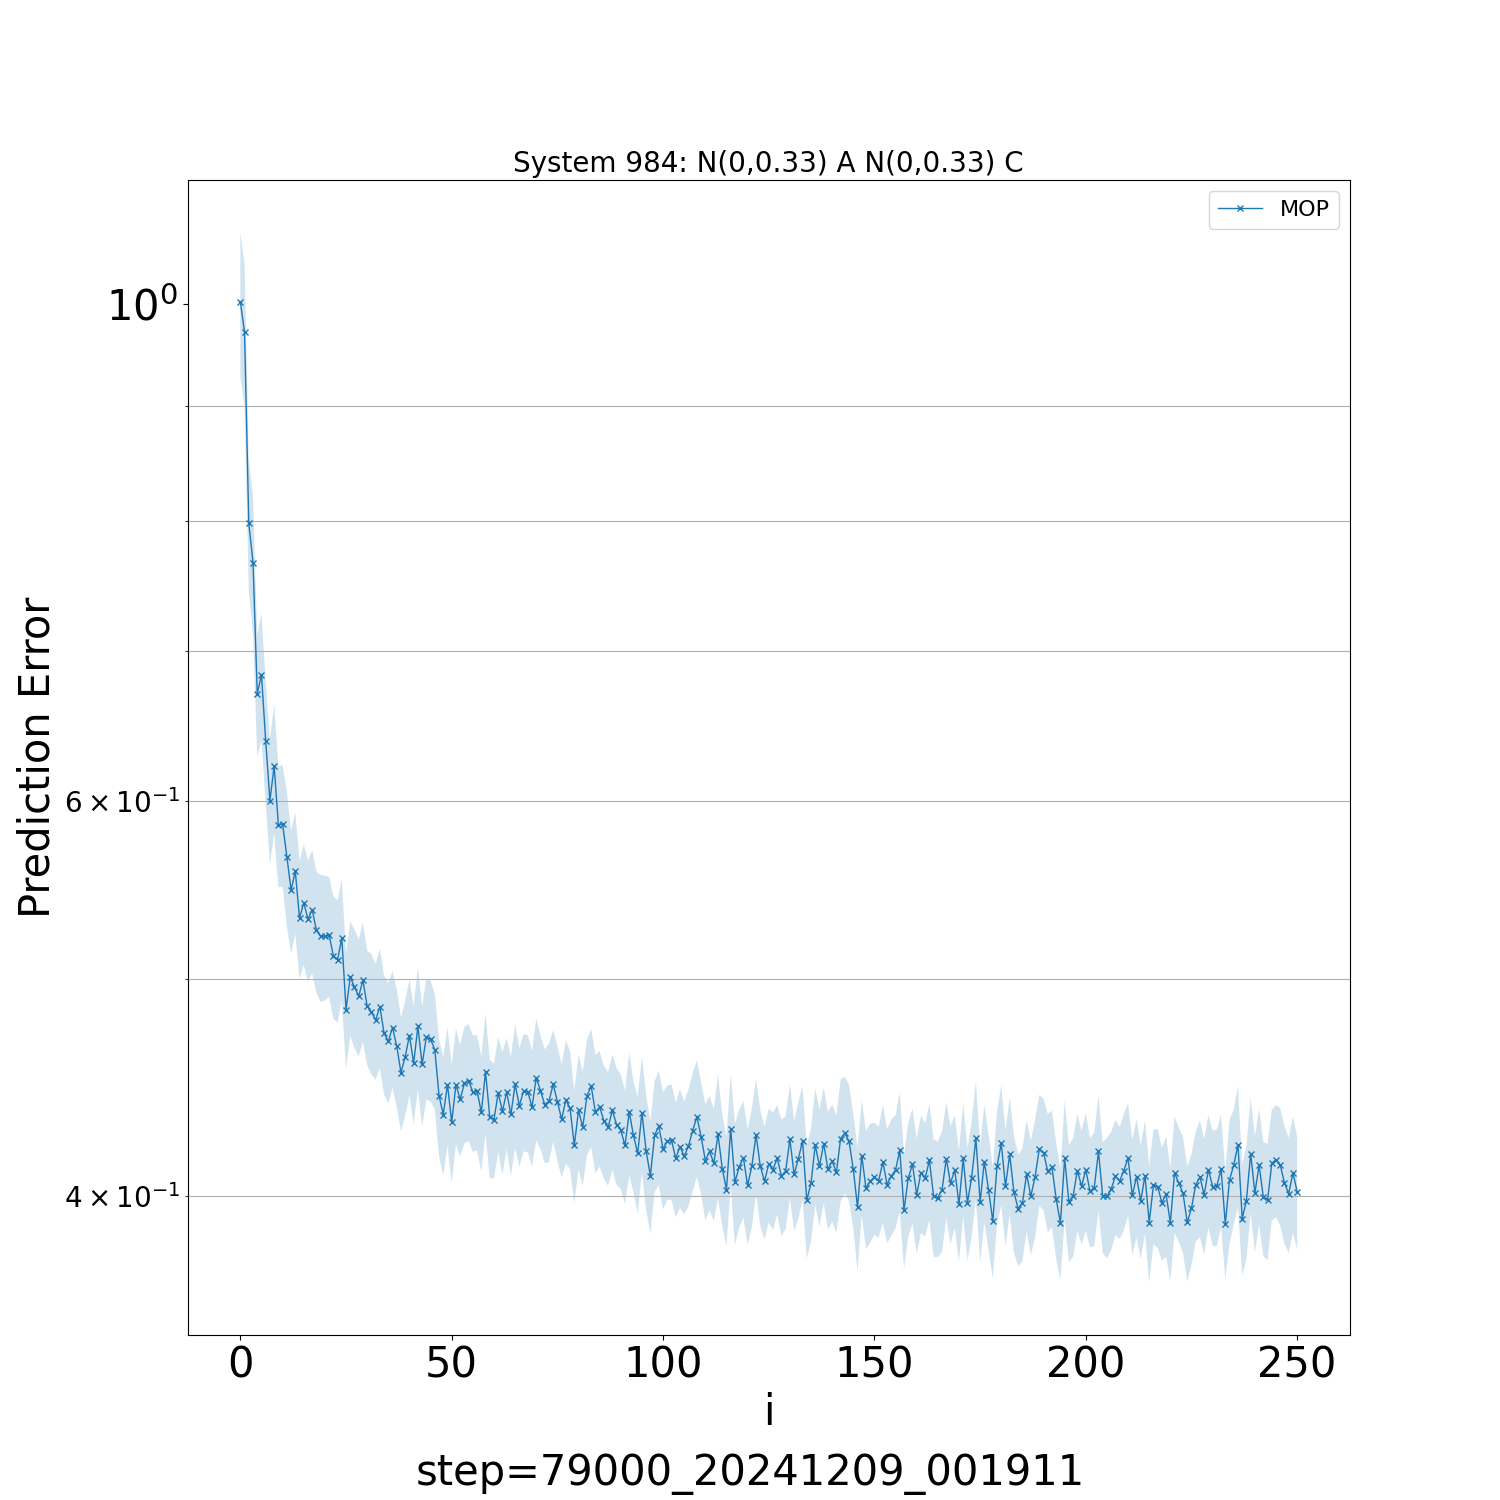 System 984: N(0,0.33) A N(0,0.33) C
MOP
10⁰
6 × 10⁻¹
4 × 10⁻¹
Prediction Error
0 50 100 150 200 250
i
step=79000_20241209_001911